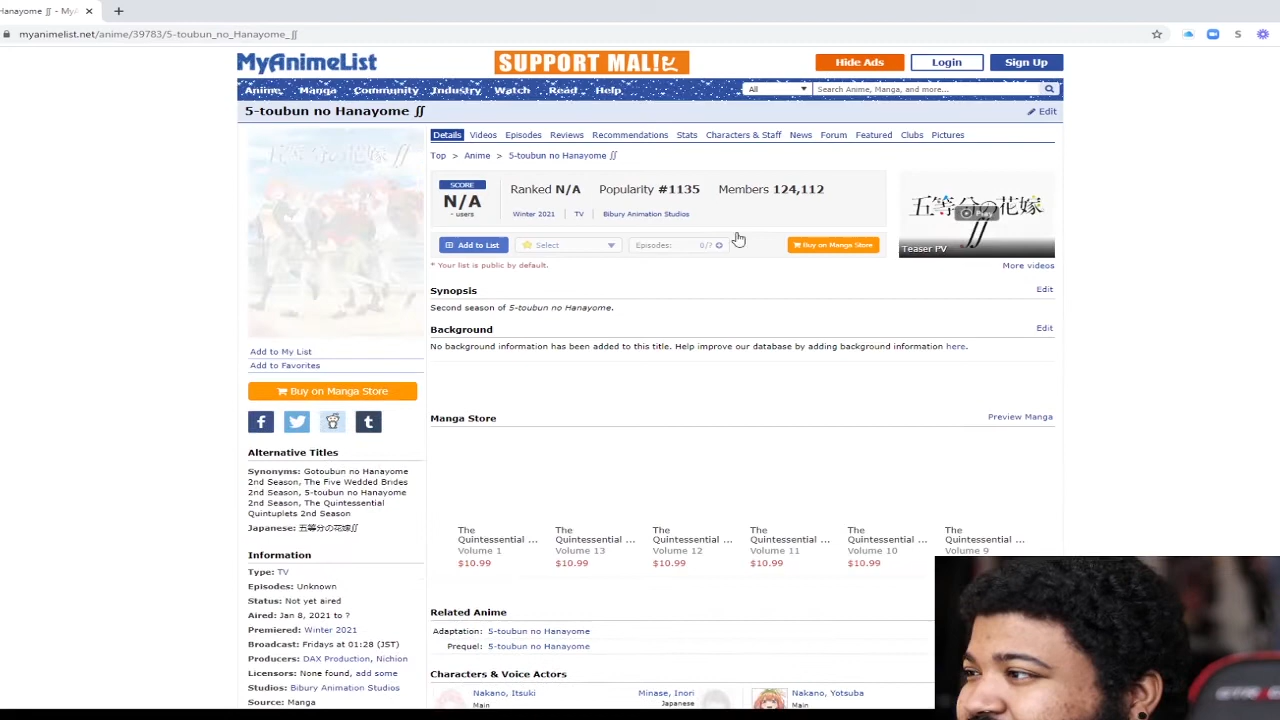 Hanayome ∬ - MyA
myanimelist.net/anime/39783/5-toubun_no_Hanayome_∬
S
MyAnimeList
SUPPORT MAL!
Hide Ads
Login
Sign Up
Anime
Manga
Community
Industry
Watch
Read
Help
All
Search Anime, Manga, and more...
5-toubun no Hanayome ∬
Edit
Details
Videos
Episodes
Reviews
Recommendations
Stats
Characters & Staff
News
Forum
Featured
Clubs
Pictures
Top > Anime > 5-toubun no Hanayome ∬
SCORE
N/A
- users
Ranked N/A
Popularity #1135
Members 124,112
Winter 2021 | TV | Bibury Animation Studios
Add to List
Select
Episodes: 0/?
Buy on Manga Store
* Your list is public by default.
五等分の花嫁
∬
Play
Teaser PV
More videos
Synopsis
Edit
Second season of 5-toubun no Hanayome.
Background
Edit
No background information has been added to this title. Help improve our database by adding background information here.
Manga Store
Preview Manga
The Quintessential ...
Volume 1
$10.99
The Quintessential ...
Volume 13
$10.99
The Quintessential ...
Volume 12
$10.99
The Quintessential ...
Volume 11
$10.99
The Quintessential ...
Volume 10
$10.99
The Quintessential ...
Volume 9
Related Anime
Adaptation: 5-toubun no Hanayome
Prequel: 5-toubun no Hanayome
Characters & Voice Actors
Nakano, Itsuki
Main
Minase, Inori
Japanese
Nakano, Yotsuba
Main
五等分の花嫁∬
Add to My List
Add to Favorites
Buy on Manga Store
f
t
Alternative Titles
Synonyms: Gotoubun no Hanayome
2nd Season, The Five Wedded Brides
2nd Season, 5-toubun no Hanayome
2nd Season, The Quintessential
Quintuplets 2nd Season
Japanese: 五等分の花嫁∬
Information
Type: TV
Episodes: Unknown
Status: Not yet aired
Aired: Jan 8, 2021 to ?
Premiered: Winter 2021
Broadcast: Fridays at 01:28 (JST)
Producers: DAX Production, Nichion
Licensors: None found, add some
Studios: Bibury Animation Studios
Source: Manga